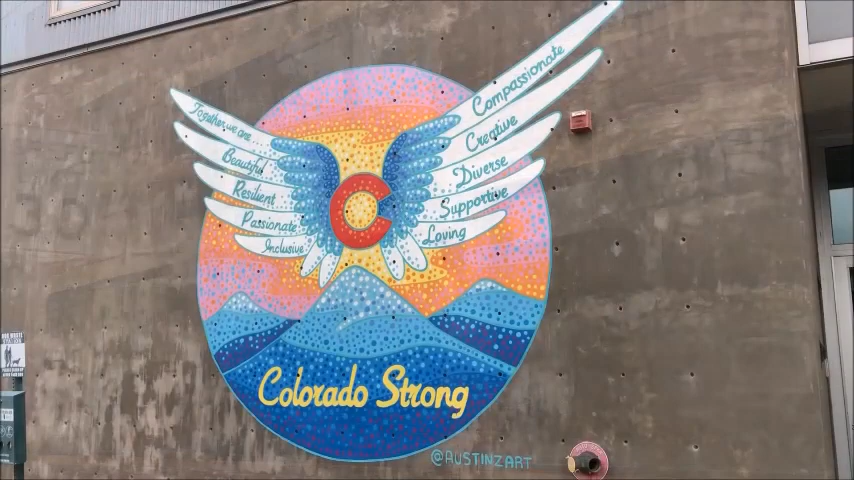 Together we are
Beautiful
Resilient
Passionate
Inclusive
Compassionate
Creative
Diverse
Supportive
Loving
Colorado Strong
@AUSTINZART